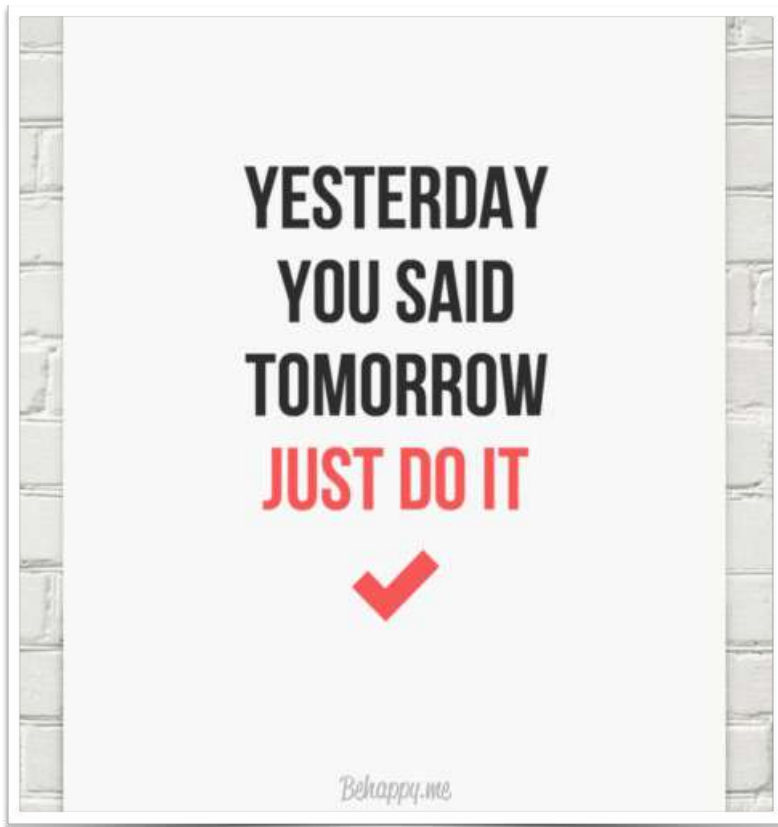 YESTERDAY
YOU SAID
TOMORROW
JUST DO IT
Behappy.me